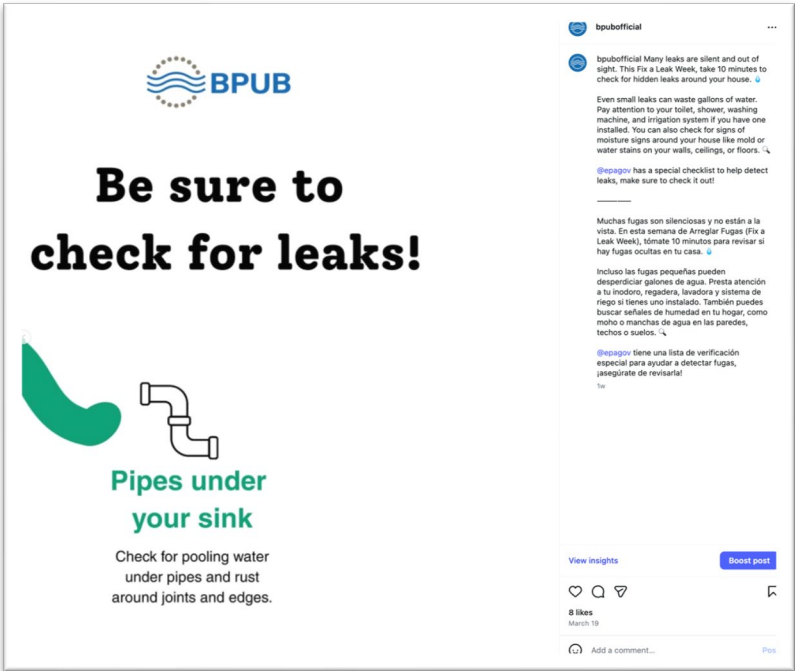 BPUB
Be sure to
check for leaks!
Pipes under
your sink
Check for pooling water
under pipes and rust
around joints and edges.
bpubofficial
bpubofficial Many leaks are silent and out of
sight. This Fix a Leak Week, take 10 minutes to
check for hidden leaks around your house. 💧
Even small leaks can waste gallons of water.
Pay attention to your toilet, shower, washing
machine, and irrigation system if you have one
installed. You can also check for signs of
moisture signs around your house like mold or
water stains on your walls, ceilings, or floors. 🔍
@epagov has a special checklist to help detect
leaks, make sure to check it out!
⸻
Muchas fugas son silenciosas y no están a la
vista. En esta semana de Arreglar Fugas (Fix a
Leak Week), tómate 10 minutos para revisar si
hay fugas ocultas en tu casa. 💧
Incluso las fugas pequeñas pueden
desperdiciar galones de agua. Presta atención
a tu inodoro, regadera, lavadora y sistema de
riego si tienes uno instalado. También puedes
buscar señales de humedad en tu hogar, como
moho o manchas de agua en las paredes,
techos o suelos. 🔍
@epagov tiene una lista de verificación
especial para ayudar a detectar fugas,
¡asegúrate de revisarla!
1w
View insights
Boost post
8 likes
March 19
Add a comment...
Pos